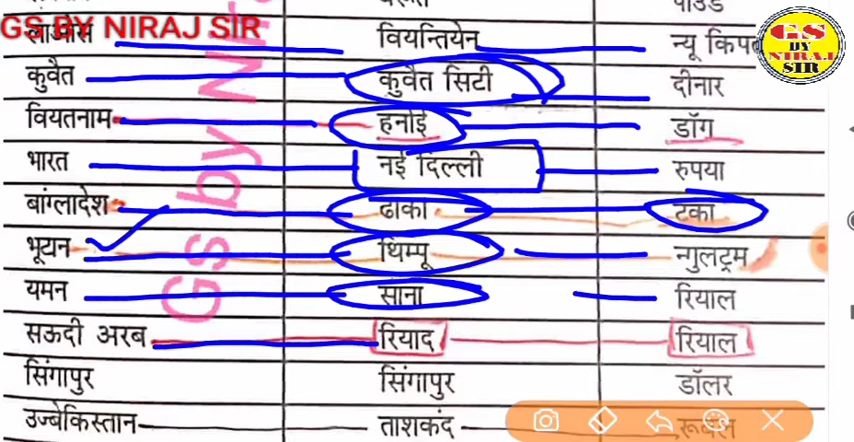 GS BY NIRAJ SIR
लाओस वियन्तियेन न्यू किप
कुवैत कुवैत सिटी दीनार
वियतनाम हनोई डॉग
भारत नई दिल्ली रुपया
बांग्लादेश ढाका टका
भूटान थिम्पू न्गुलट्रम
यमन साना रियाल
सऊदी अरब रियाद रियाल
सिंगापुर सिंगापुर डॉलर
उज्बेकिस्तान ताशकंद
GS by
GS
BY
NIRAJ
SIR